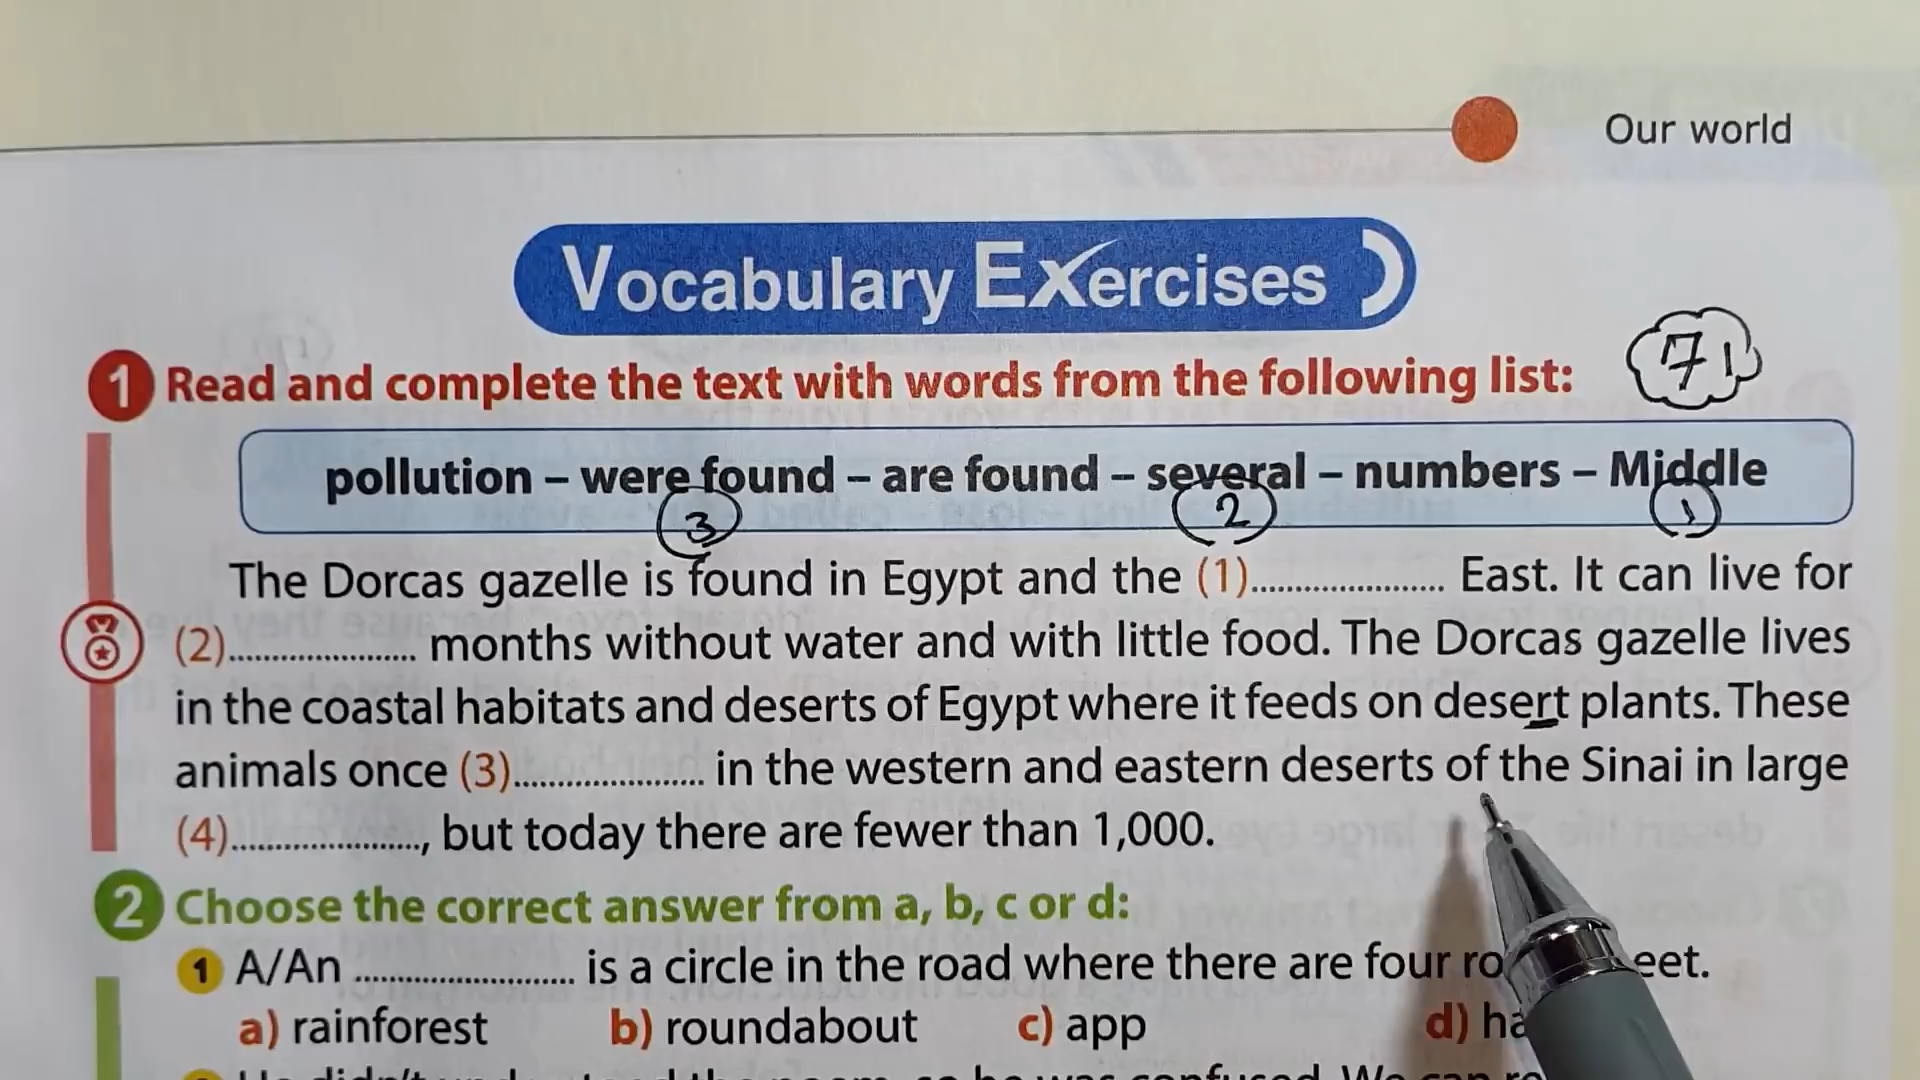 Our world
Vocabulary Exercises
1 Read and complete the text with words from the following list:
71
pollution – were found – are found – several – numbers – Middle
3 2 1
The Dorcas gazelle is found in Egypt and the (1)..................... East. It can live for
(2)..................... months without water and with little food. The Dorcas gazelle lives
in the coastal habitats and deserts of Egypt where it feeds on desert plants. These
animals once (3)..................... in the western and eastern deserts of the Sinai in large
(4)....................., but today there are fewer than 1,000.
2 Choose the correct answer from a, b, c or d:
1 A/An ........................ is a circle in the road where there are four
a) rainforest b) roundabout c) app d)